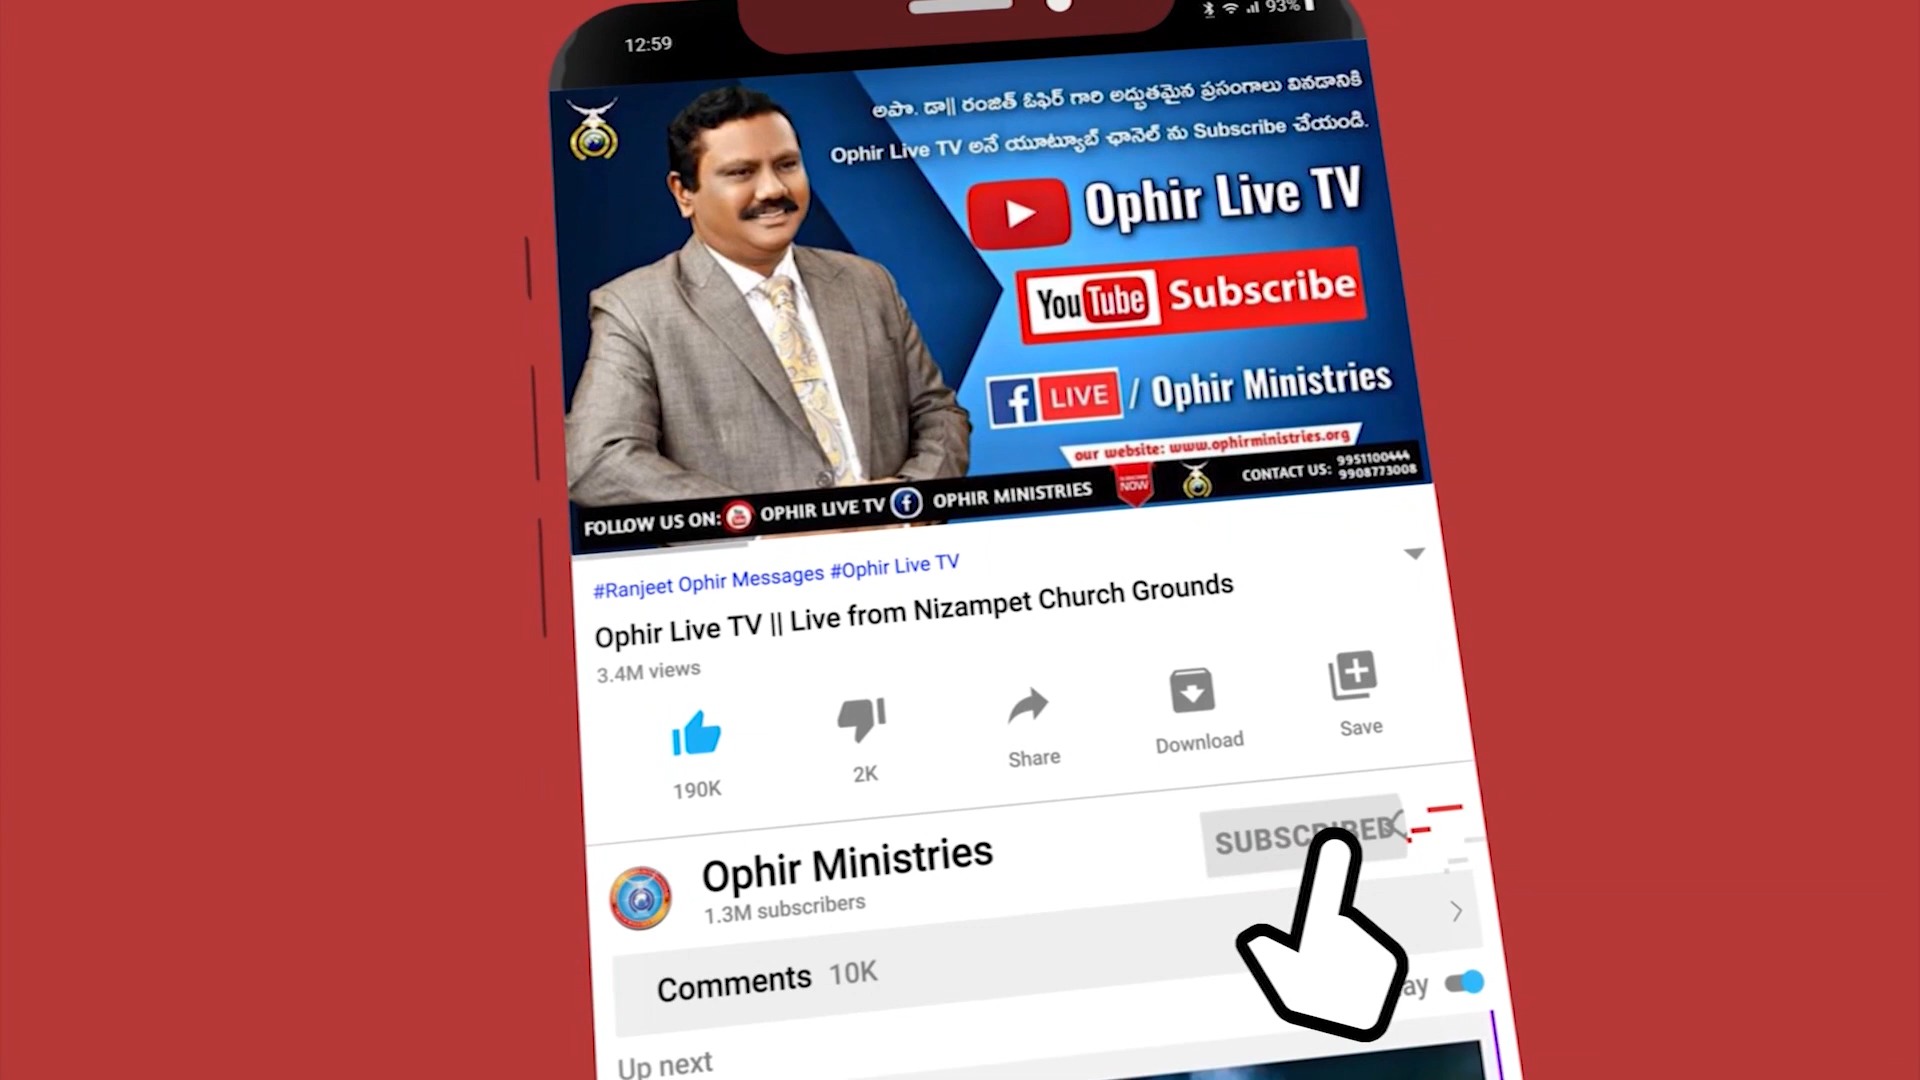 12:59
93%
అపొ. డా|| రంజిత్ ఓఫిర్ గారి అద్భుతమైన ప్రసంగాలు వినడానికి
Ophir Live TV అనే యూట్యూబ్ ఛానెల్ ను Subscribe చేయండి.
Ophir Live TV
YouTube Subscribe
f LIVE / Ophir Ministries
our website: www.ophirministries.org
FOLLOW US ON: OPHIR LIVE TV f OPHIR MINISTRIES NOW CONTACT US: 9951100444
9908773008
#Ranjeet Ophir Messages #Ophir Live TV
Ophir Live TV || Live from Nizampet Church Grounds
3.4M views
190K
2K
Share
Download
Save
Ophir Ministries
SUBSCRIBED
1.3M subscribers
Comments 10K
Up next